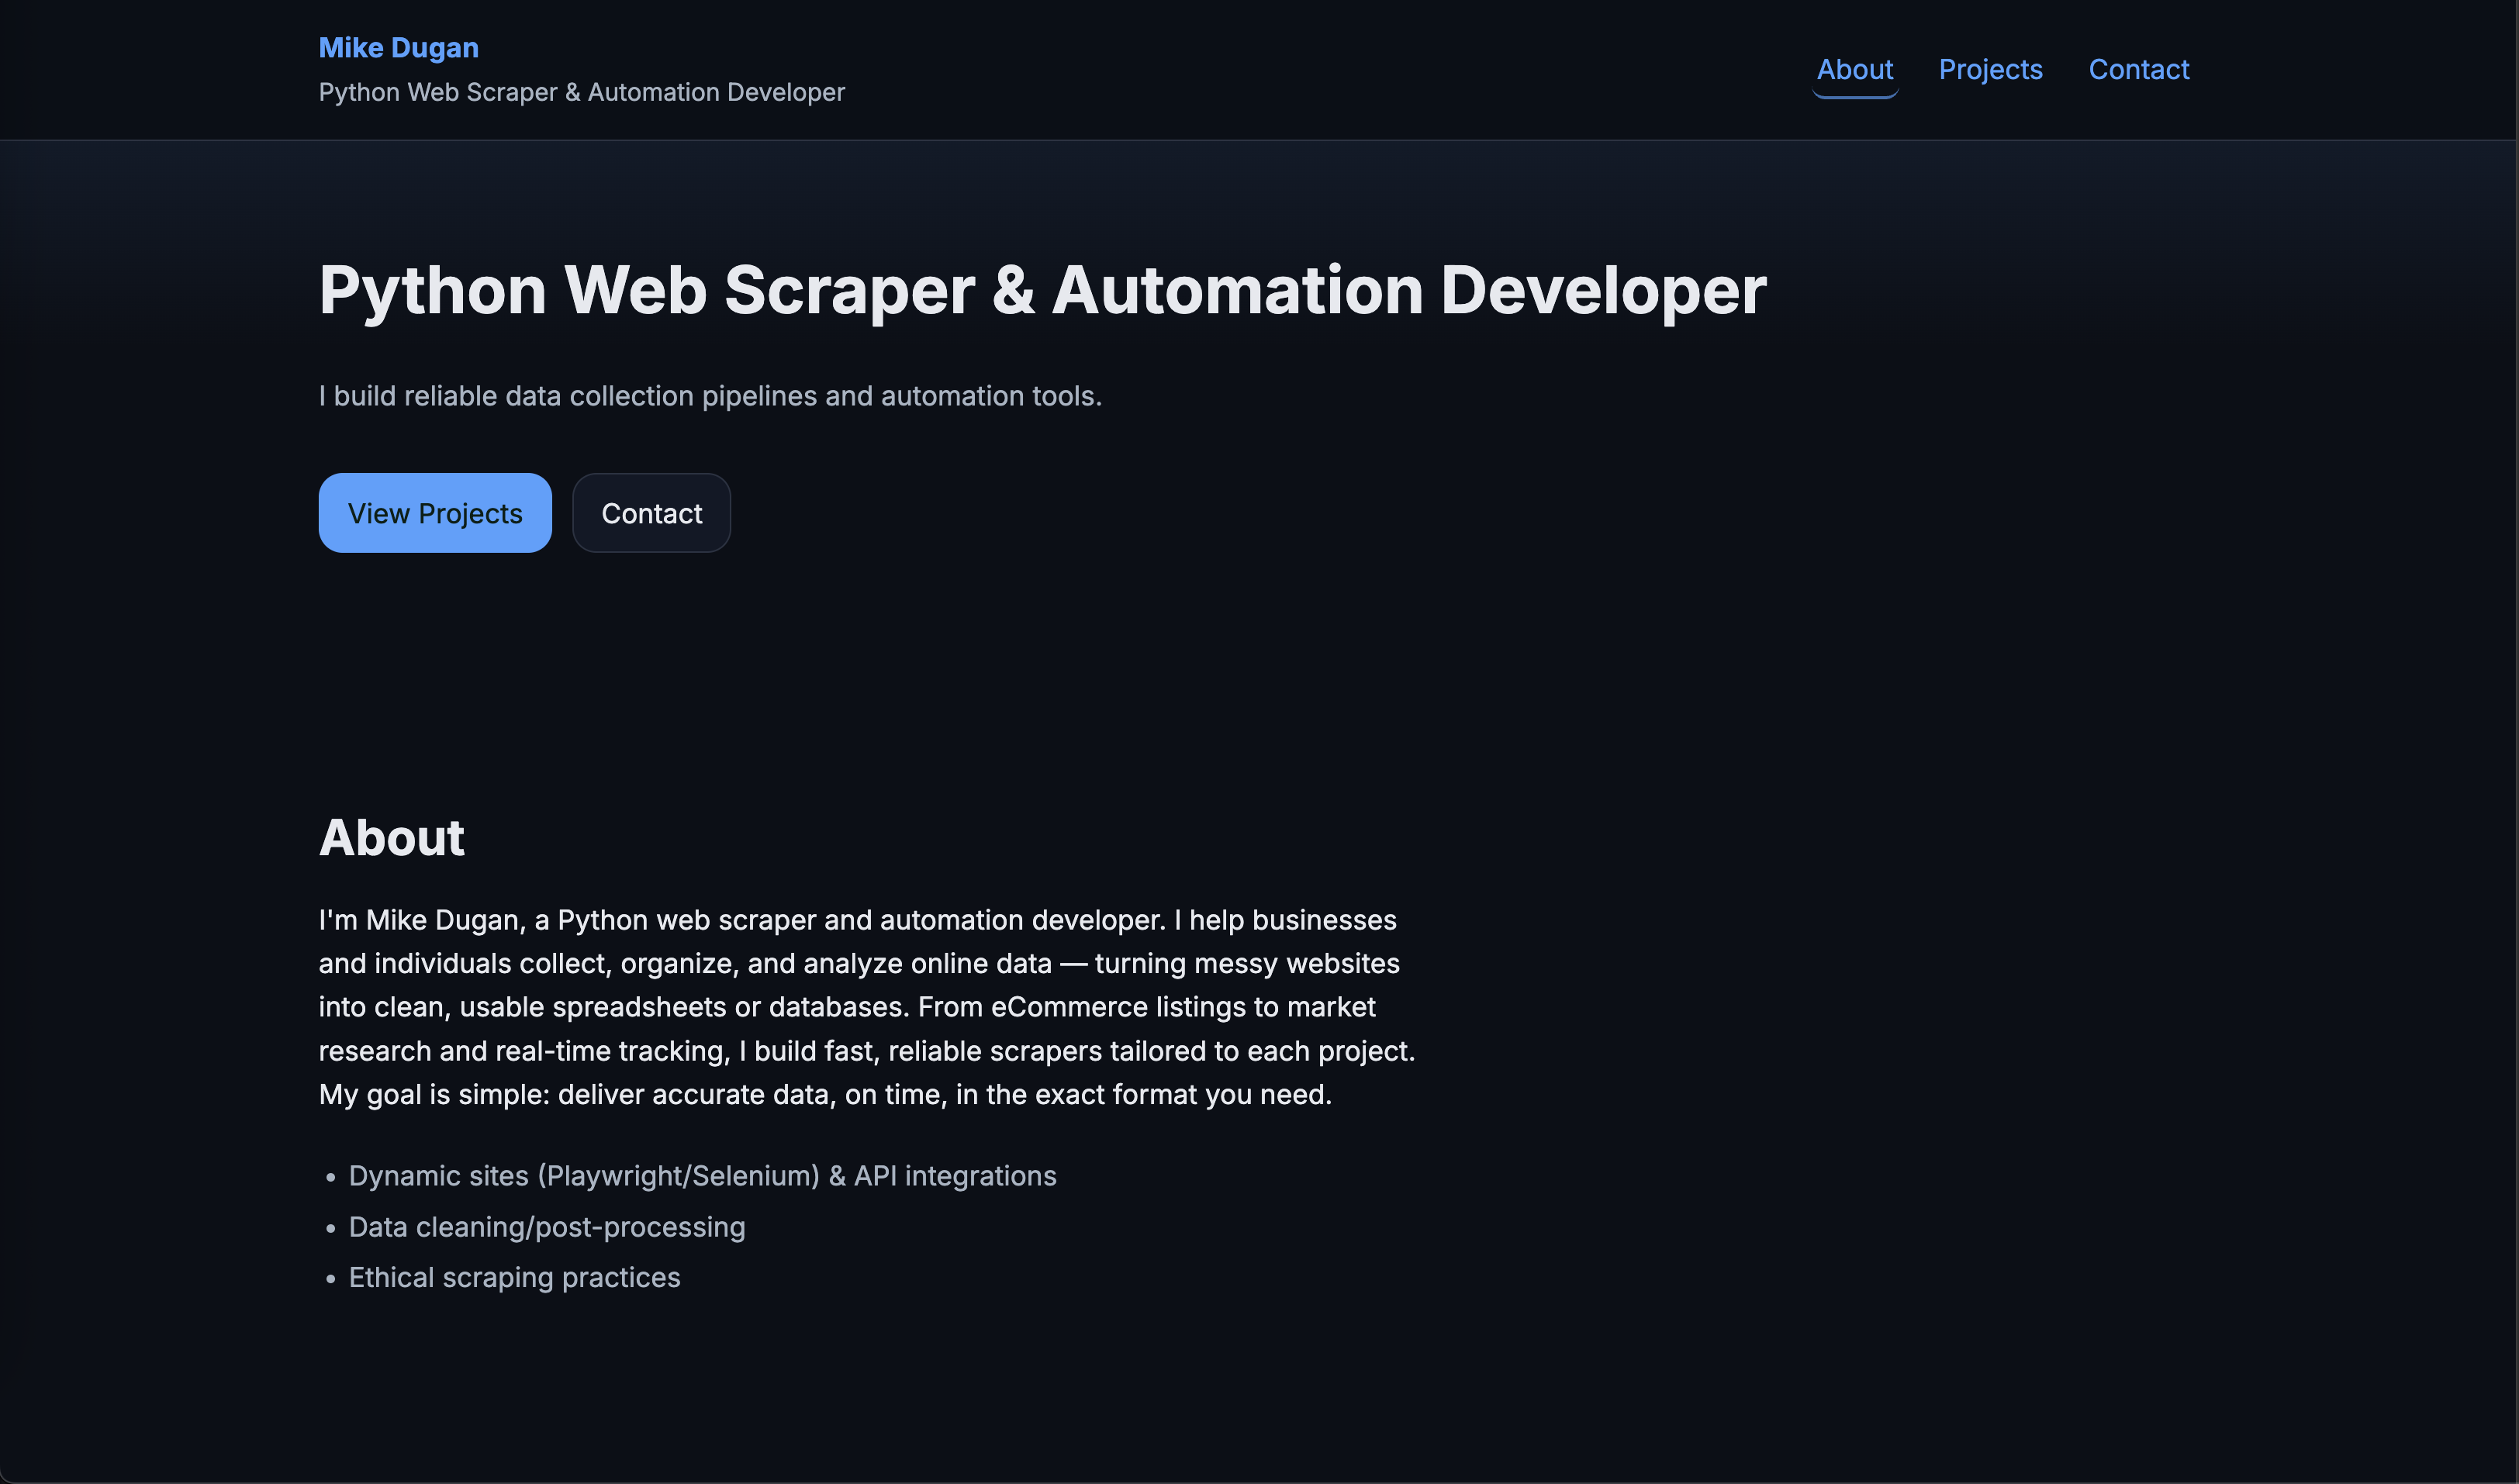 Mike Dugan
Python Web Scraper & Automation Developer
About
Projects
Contact
Python Web Scraper & Automation Developer
I build reliable data collection pipelines and automation tools.
View Projects
Contact
About
I'm Mike Dugan, a Python web scraper and automation developer. I help businesses
and individuals collect, organize, and analyze online data — turning messy websites
into clean, usable spreadsheets or databases. From eCommerce listings to market
research and real-time tracking, I build fast, reliable scrapers tailored to each project.
My goal is simple: deliver accurate data, on time, in the exact format you need.
• Dynamic sites (Playwright/Selenium) & API integrations
• Data cleaning/post-processing
• Ethical scraping practices